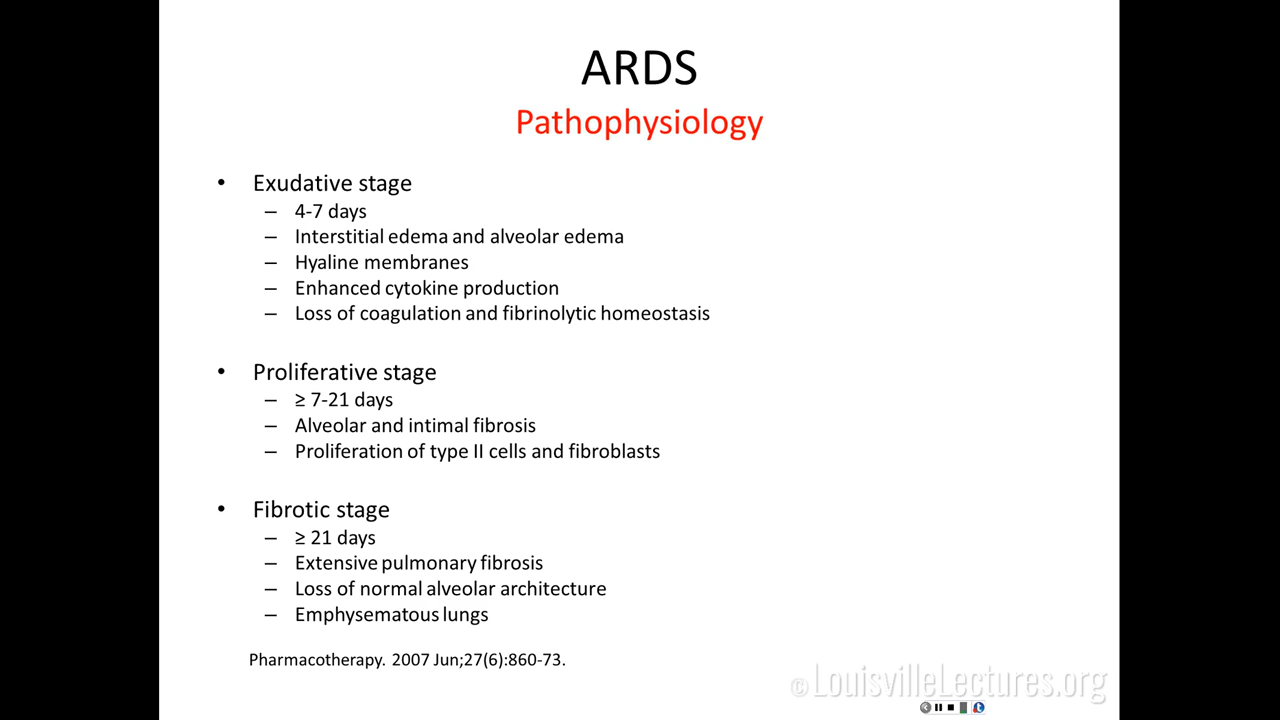 ARDS
Pathophysiology
• Exudative stage
– 4-7 days
– Interstitial edema and alveolar edema
– Hyaline membranes
– Enhanced cytokine production
– Loss of coagulation and fibrinolytic homeostasis
• Proliferative stage
– ≥ 7-21 days
– Alveolar and intimal fibrosis
– Proliferation of type II cells and fibroblasts
• Fibrotic stage
– ≥ 21 days
– Extensive pulmonary fibrosis
– Loss of normal alveolar architecture
– Emphysematous lungs
Pharmacotherapy. 2007 Jun;27(6):860-73.
© LouisvilleLectures.org